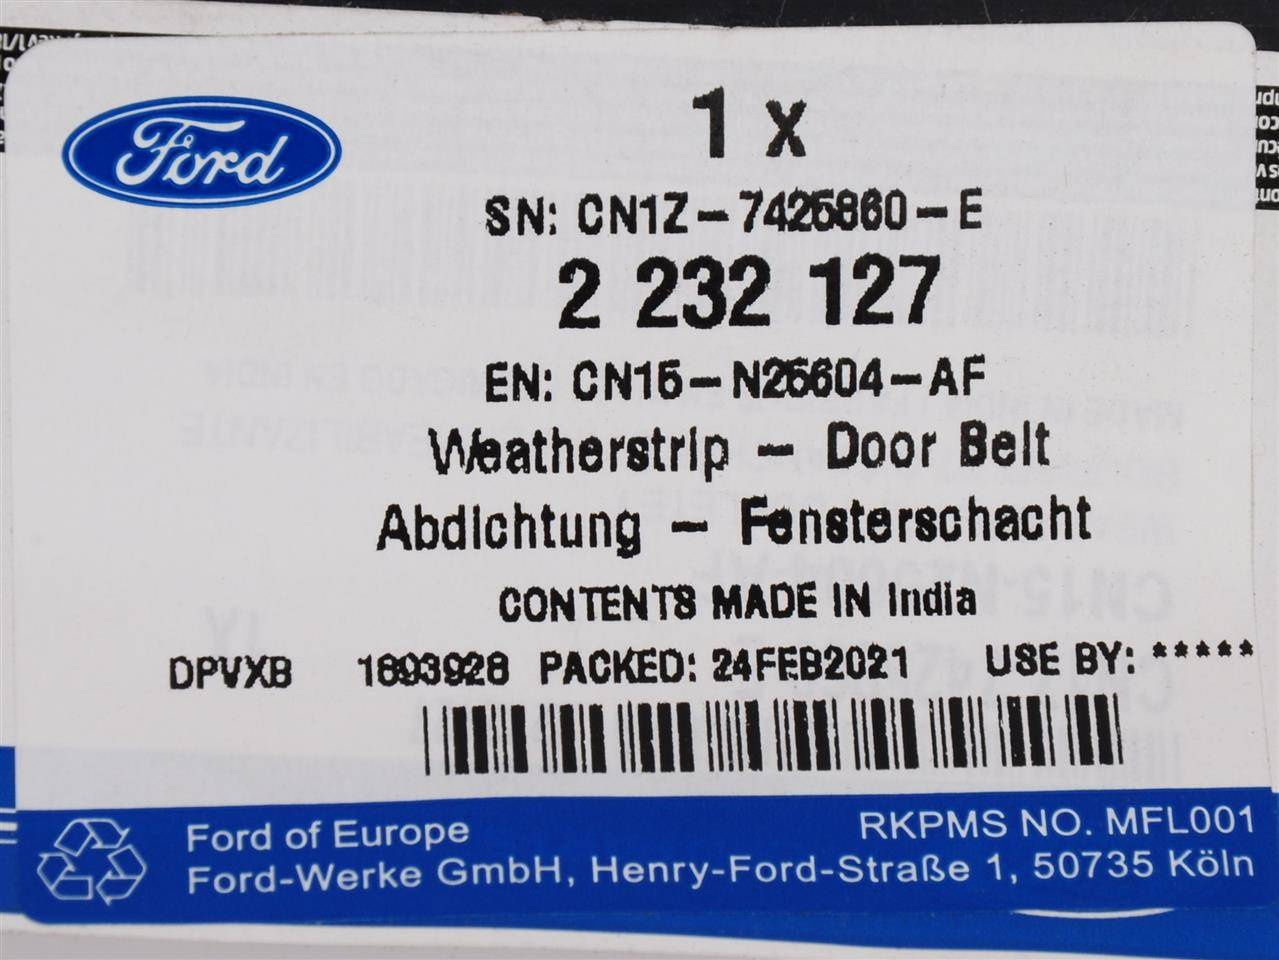 Ford
1 x
SN: CN1Z-7425860-E
2 232 127
EN: CN15-N25604-AF
Weatherstrip - Door Belt
Abdichtung - Fensterschacht
CONTENTS MADE IN India
DPVXB 1893928 PACKED: 24FEB2021 USE BY: *****
Ford of Europe RKPMS NO. MFL001
Ford-Werke GmbH, Henry-Ford-Straße 1, 50735 Köln